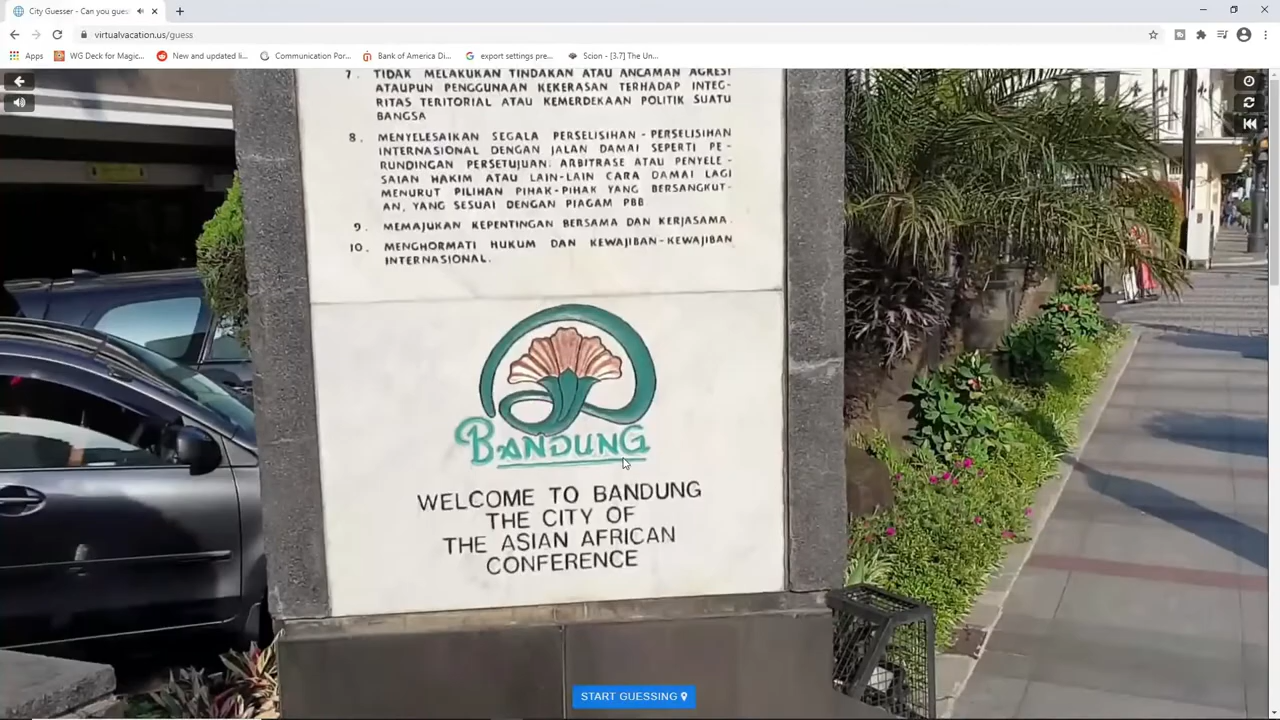 City Guesser - Can you gues
virtualvacation.us/guess
Apps
WG Deck for Magic...
New and updated li...
Communication Por...
Bank of America Di...
export settings pre...
Scion - [3.7] The Un...
7. TIDAK MELAKUKAN TINDAKAN ATAU ANCAMAN AGRESI
ATAUPUN PENGGUNAAN KEKERASAN TERHADAP INTEG-
RITAS TERITORIAL ATAU KEMERDEKAAN POLITIK SUATU
BANGSA
8. MENYELESAIKAN SEGALA PERSELISIHAN - PERSELISIHAN
INTERNASIONAL DENGAN JALAN DAMAI SEPERTI PE-
RUNDINGAN PERSETUJUAN. ARBITRASE ATAU PENYELE-
SAIAN HAKIM ATAU LAIN-LAIN CARA DAMAI LAGI
MENURUT PILIHAN PIHAK-PIHAK YANG BERSANGKUT-
AN, YANG SESUAI DENGAN PIAGAM PBB
9. MEMAJUKAN KEPENTINGAN BERSAMA DAN KERJASAMA.
10. MENGHORMATI HUKUM DAN KEWAJIBAN-KEWAJIBAN
INTERNASIONAL.
BANDUNG
WELCOME TO BANDUNG
THE CITY OF
THE ASIAN AFRICAN
CONFERENCE
START GUESSING